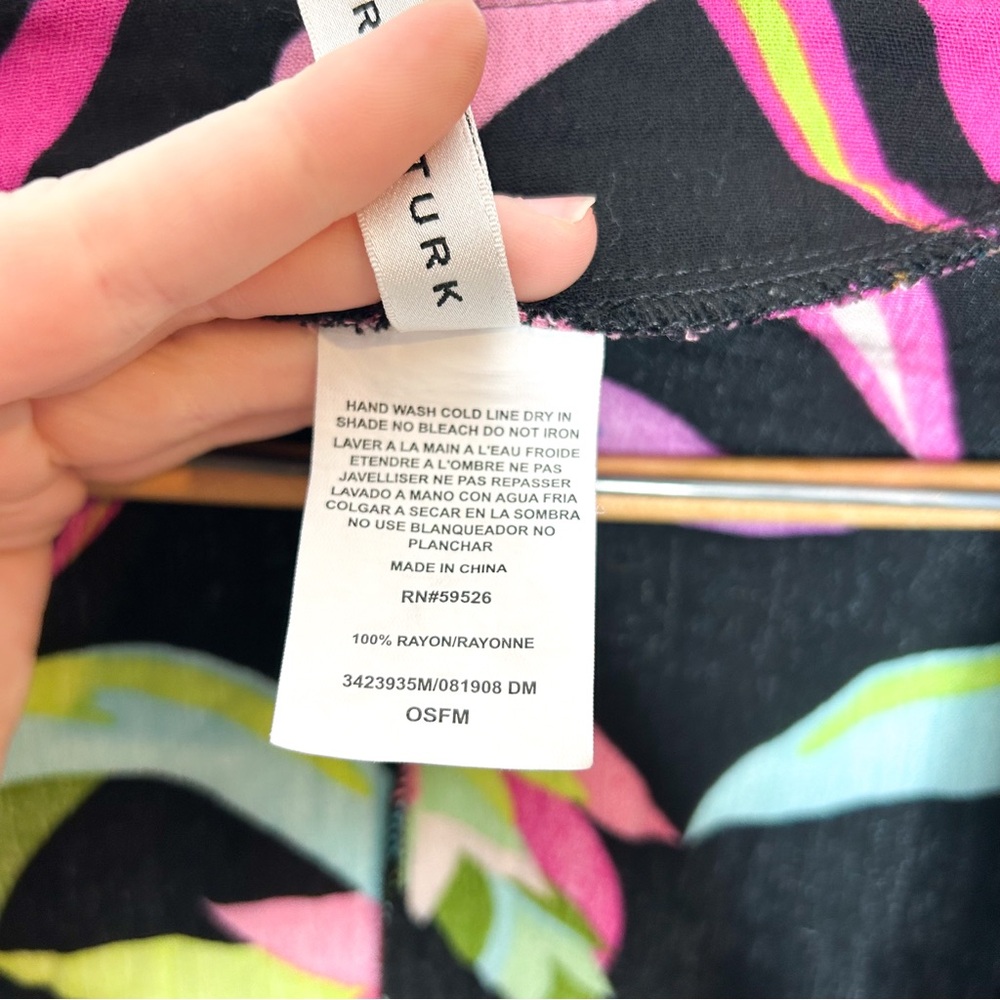 R
TURK
HAND WASH COLD LINE DRY IN
SHADE NO BLEACH DO NOT IRON
LAVER A LA MAIN A L'EAU FROIDE
ETENDRE A L'OMBRE NE PAS
JAVELLISER NE PAS REPASSER
LAVADO A MANO CON AGUA FRIA
COLGAR A SECAR EN LA SOMBRA
NO USE BLANQUEADOR NO
PLANCHAR
MADE IN CHINA
RN#59526
100% RAYON/RAYONNE
3423935M/081908 DM
OSFM